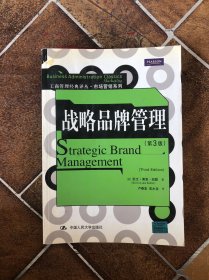 PEARSON
Business Administration Classics
工商管理经典译丛·市场营销系列
战略品牌管理
(第3版)
Strategic Brand
Management
(Third Edition)
中国人民大学出版社